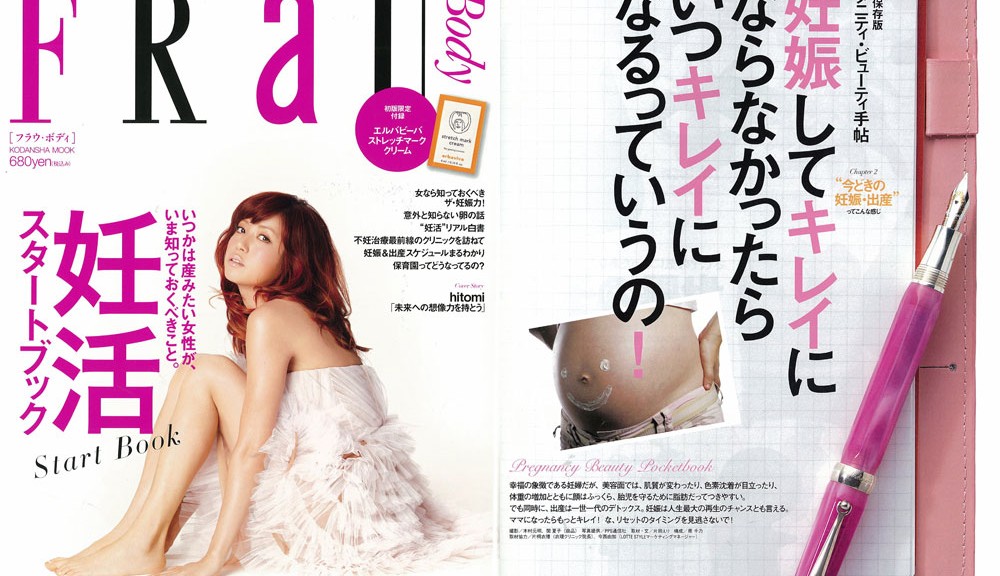 FRaU
Body
[フラウ・ボディ]
KODANSHA MOOK
680yen(税込み)
初版限定
付録
エルバビーバ
ストレッチマーク
クリーム
stretch mark
cream
erbaviva
女なら知っておくべき
ザ・妊娠力!
意外と知らない卵の話
“妊活”リアル白書
不妊治療最前線のクリニックを訪ねて
妊娠&出産スケジュールまるわかり
保育園ってどうなってるの?
Cover Story
hitomi
「未来への想像力を持とう」
いつかは産みたい女性が、
いま知っておくべきこと。
妊活
スタートブック
Start Book
保存版
ニティ・ビューティ手帖
妊娠してキレイに
ならなかったら
いつキレイに
なるっていうの!
Chapter 2
“今どきの
妊娠・出産”
ってこんな感じ
Pregnancy Beauty Pocketbook
幸福の象徴である妊婦だが、美容面では、肌質が変わったり、色素沈着が目立ったり、
体重の増加とともに顔はふっくら、胎児を守るために脂肪だってつきやすい。
でも同時に、出産は一世一代のデトックス。妊娠は人生最大の再生のチャンスとも言える。
ママになったらもっとキレイ! な、リセットのタイミングを見逃さないで!